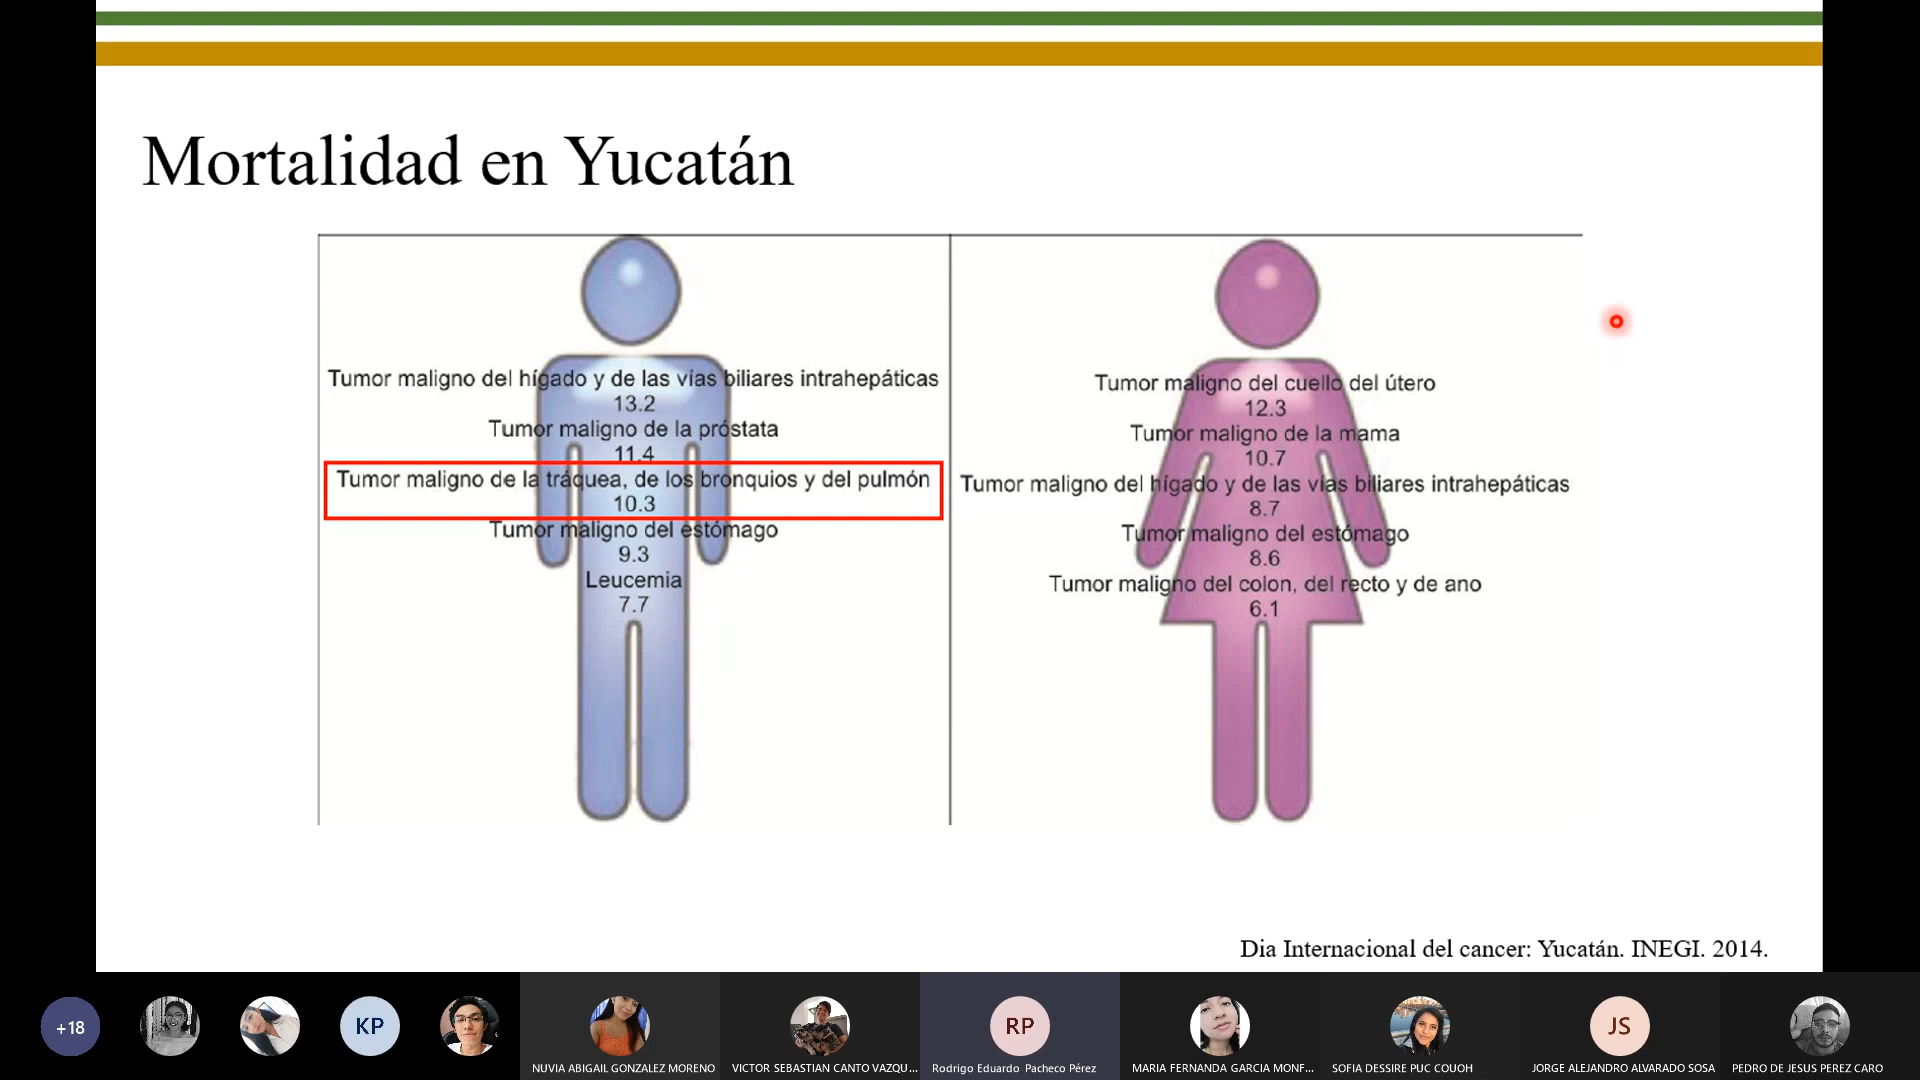 Mortalidad en Yucatán
Tumor maligno del hígado y de las vías biliares intrahepáticas
13.2
Tumor maligno de la próstata
11.4
Tumor maligno de la tráquea, de los bronquios y del pulmón
10.3
Tumor maligno del estómago
9.3
Leucemia
7.7
Tumor maligno del cuello del útero
12.3
Tumor maligno de la mama
10.7
Tumor maligno del hígado y de las vías biliares intrahepáticas
8.7
Tumor maligno del estómago
8.6
Tumor maligno del colon, del recto y de ano
6.1
Dia Internacional del cancer: Yucatán. INEGI. 2014.
+18
KP
RP
JS
NUVIA ABIGAIL GONZALEZ MORENO
VICTOR SEBASTIAN CANTO VAZQU...
Rodrigo Eduardo Pacheco Pérez
MARIA FERNANDA GARCIA MONF...
SOFIA DESSIRE PUC COUOH
JORGE ALEJANDRO ALVARADO SOSA
PEDRO DE JESUS PEREZ CARO